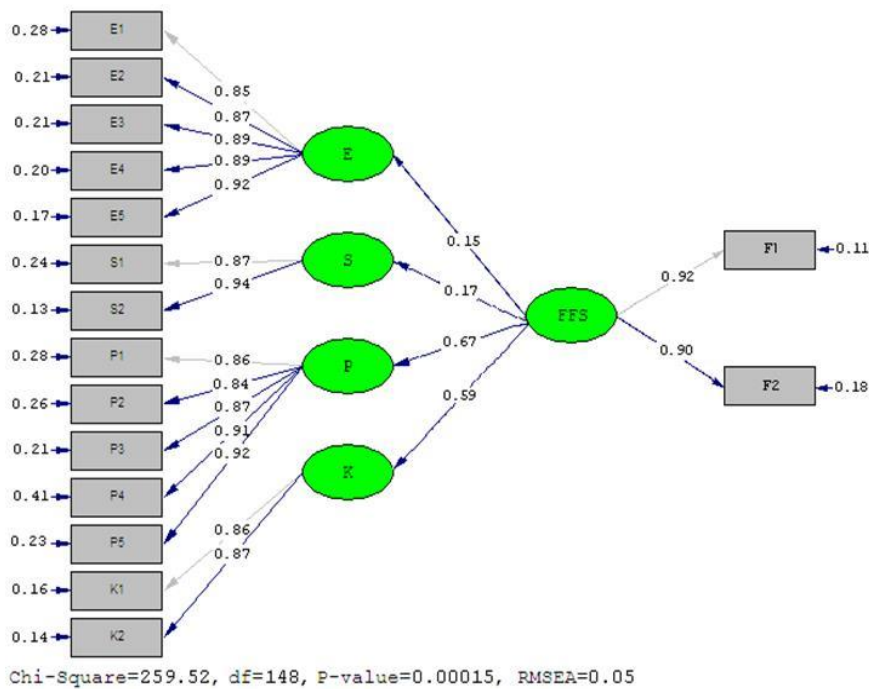 0.28 E1
0.21 E2
0.21 E3
0.20 E4
0.17 E5
0.24 S1
0.13 S2
0.28 P1
0.26 P2
0.21 P3
0.41 P4
0.23 P5
0.16 K1
0.14 K2
0.85
0.87
0.89
0.89
0.92
0.87
0.94
0.86
0.84
0.87
0.91
0.92
0.86
0.87
E
S
P
K
0.15
0.17
0.67
0.59
FFS
0.92
0.90
F1 0.11
F2 0.18
Chi-Square=259.52, df=148, P-value=0.00015, RMSEA=0.05